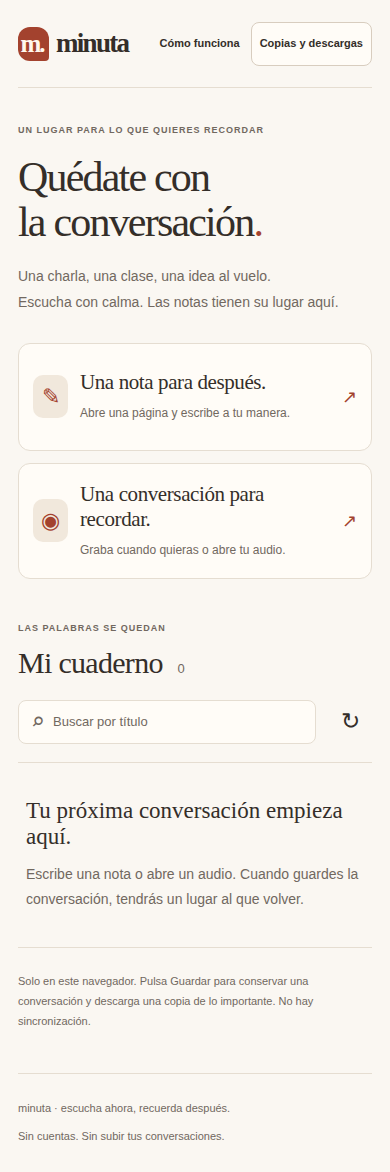 m. minuta Cómo funciona Copias y descargas
UN LUGAR PARA LO QUE QUIERES RECORDAR
Quédate con
la conversación.
Una charla, una clase, una idea al vuelo.
Escucha con calma. Las notas tienen su lugar aquí.
✎ Una nota para después. ↗
Abre una página y escribe a tu manera.
◉ Una conversación para
recordar. ↗
Graba cuando quieras o abre tu audio.
LAS PALABRAS SE QUEDAN
Mi cuaderno 0
Buscar por título ↻
Tu próxima conversación empieza
aquí.
Escribe una nota o abre un audio. Cuando guardes la
conversación, tendrás un lugar al que volver.
Solo en este navegador. Pulsa Guardar para conservar una
conversación y descarga una copia de lo importante. No hay
sincronización.
minuta · escucha ahora, recuerda después.
Sin cuentas. Sin subir tus conversaciones.